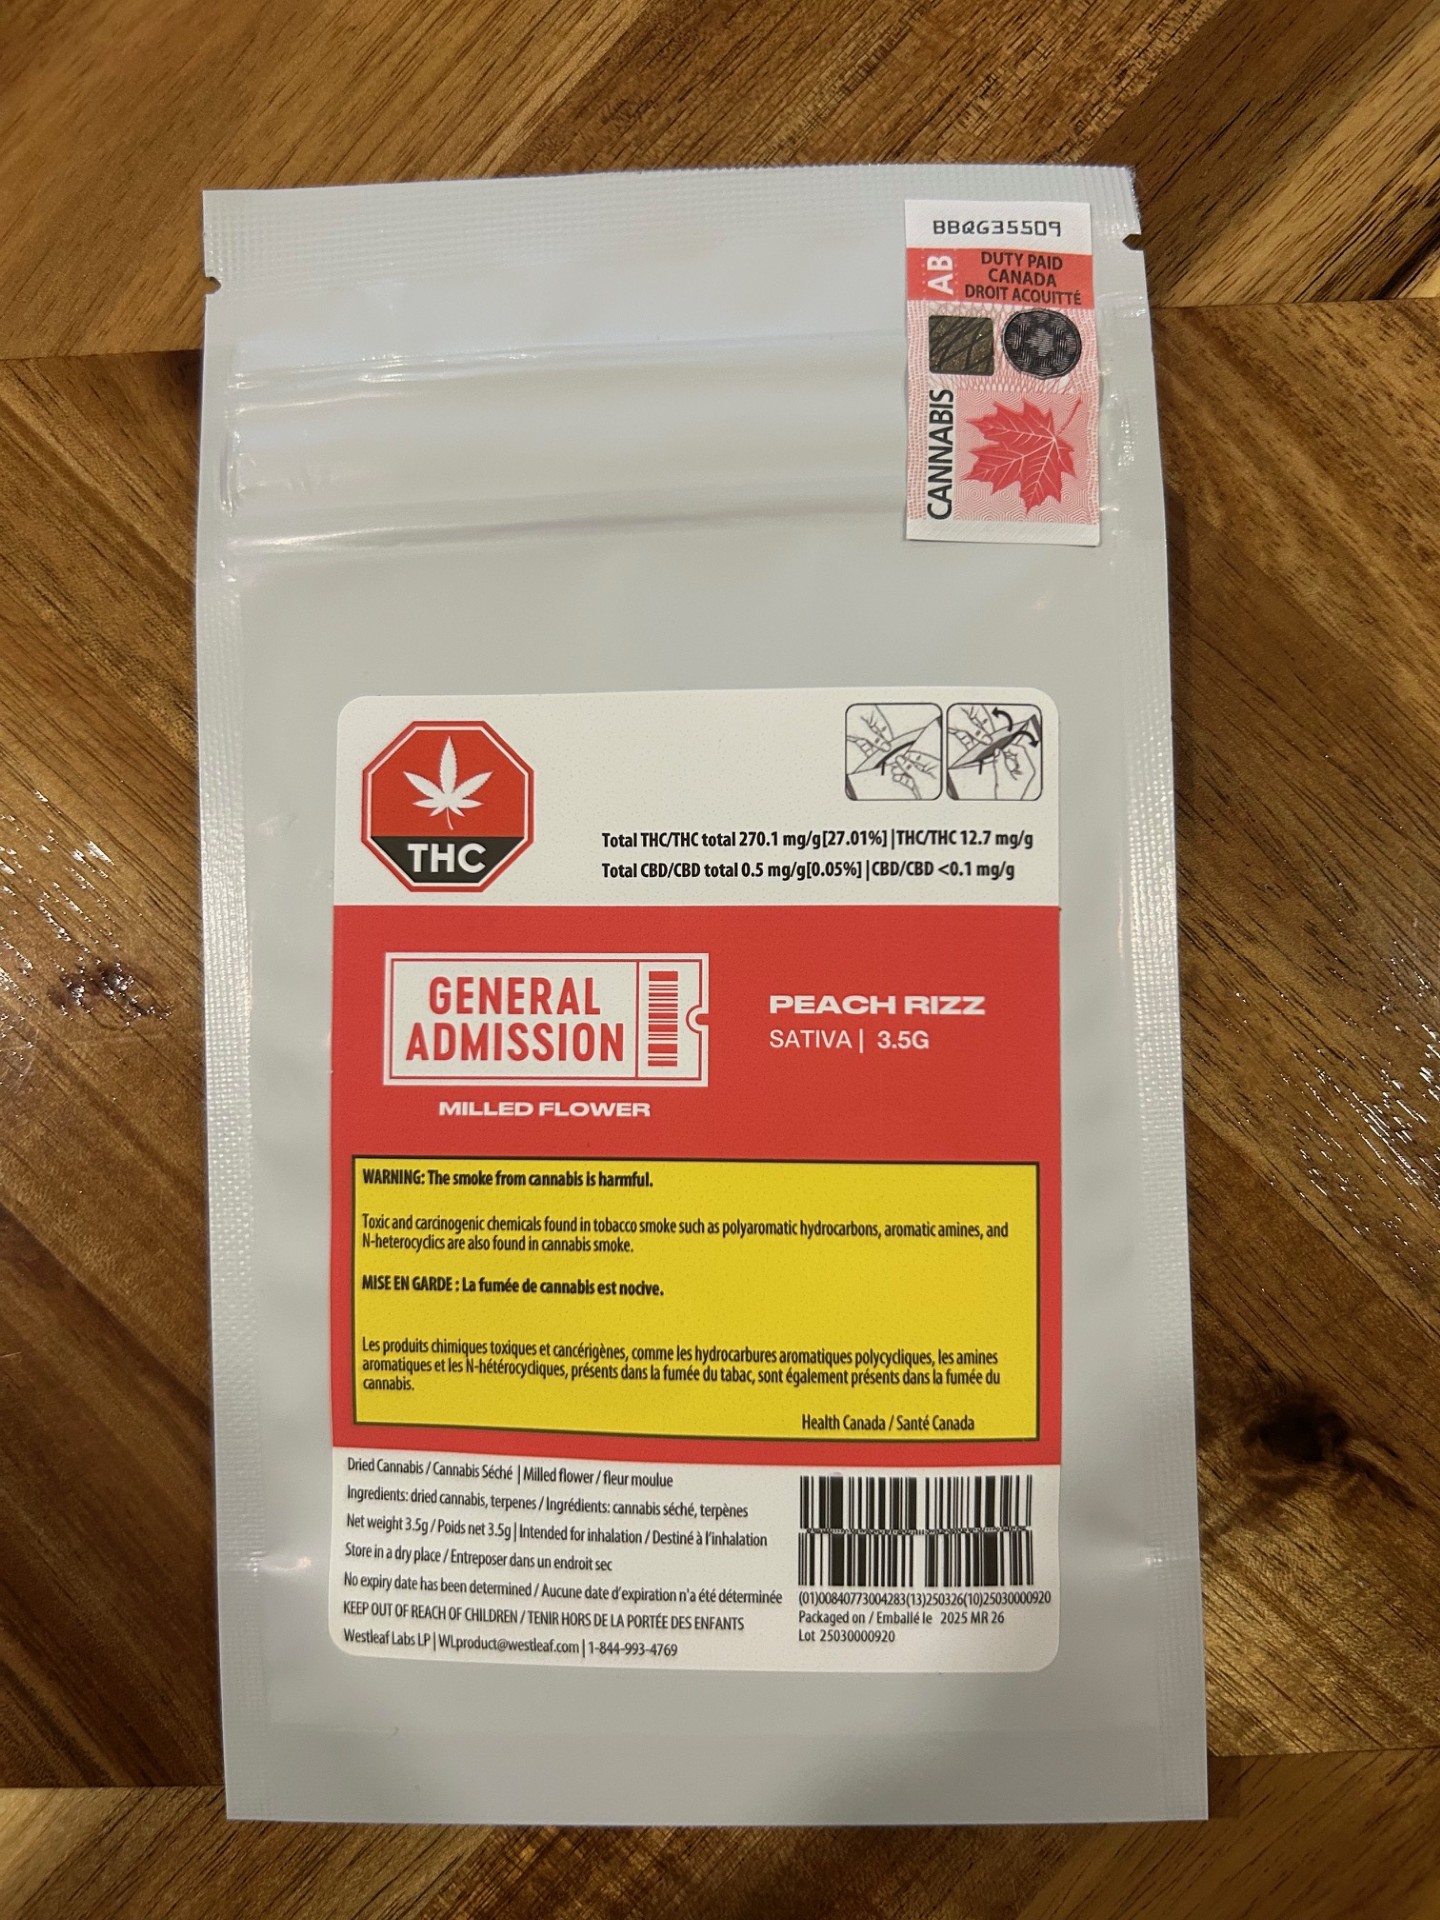 BBQG35509
AB
DUTY PAID
CANADA
DROIT ACQUITTÉ
CANNABIS
THC
Total THC/THC total 270.1 mg/g[27.01%] | THC/THC 12.7 mg/g
Total CBD/CBD total 0.5 mg/g[0.05%] | CBD/CBD <0.1 mg/g
GENERAL
ADMISSION
MILLED FLOWER
PEACH RIZZ
SATIVA | 3.5G
WARNING: The smoke from cannabis is harmful.
Toxic and carcinogenic chemicals found in tobacco smoke such as polyaromatic hydrocarbons, aromatic amines, and
N-heterocyclics are also found in cannabis smoke.
MISE EN GARDE : La fumée de cannabis est nocive.
Les produits chimiques toxiques et cancérigènes, comme les hydrocarbures aromatiques polycycliques, les amines
aromatiques et les N-hétérocycliques, présents dans la fumée du tabac, sont également présents dans la fumée du
cannabis.
Health Canada / Santé Canada
Dried Cannabis / Cannabis Séché | Milled flower / fleur moulue
Ingredients: dried cannabis, terpenes / Ingrédients: cannabis séché, terpènes
Net weight 3.5g / Poids net 3.5g | Intended for inhalation / Destiné à l'inhalation
Store in a dry place / Entreposer dans un endroit sec
No expiry date has been determined / Aucune date d'expiration n'a été déterminée
KEEP OUT OF REACH OF CHILDREN / TENIR HORS DE LA PORTÉE DES ENFANTS
Westleaf Labs LP | WLproduct@westleaf.com | 1-844-993-4769
(01)00840773004283(13)250326(10)25030000920
Packaged on / Emballé le 2025 MR 26
Lot 25030000920